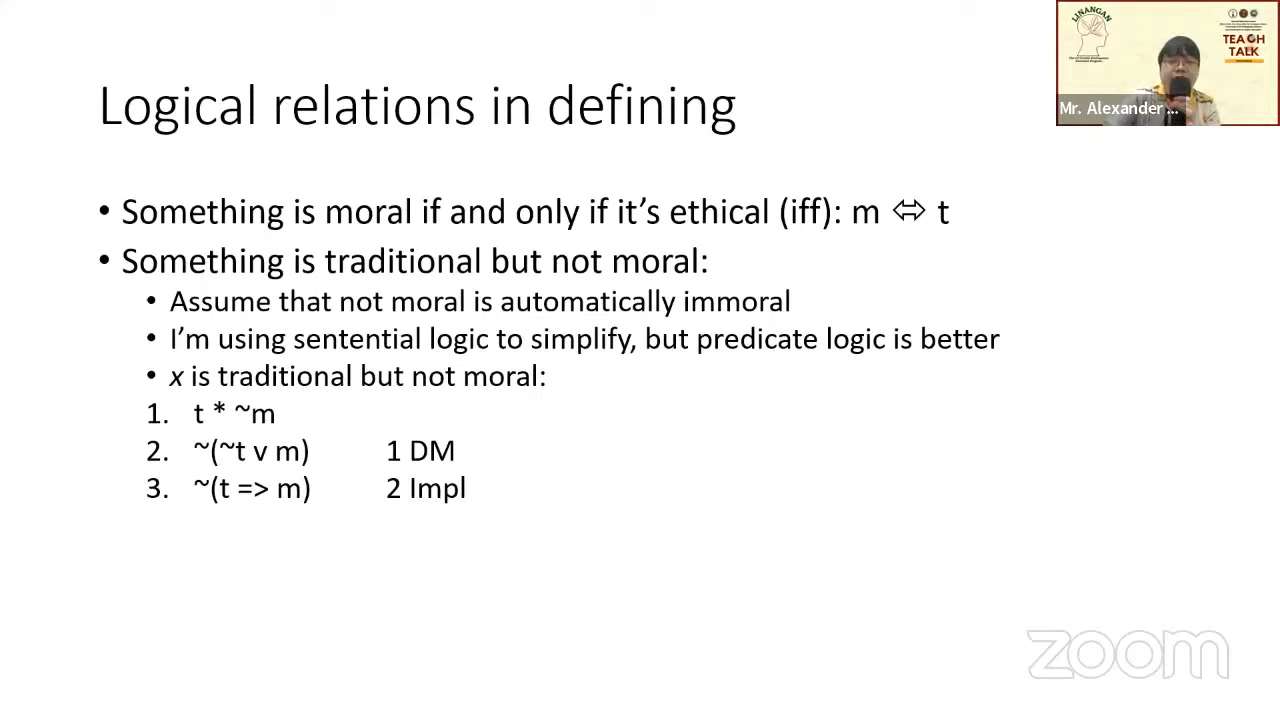 Logical relations in defining
• Something is moral if and only if it's ethical (iff): m ⇔ t
• Something is traditional but not moral:
• Assume that not moral is automatically immoral
• I'm using sentential logic to simplify, but predicate logic is better
• x is traditional but not moral:
1. t * ~m
2. ~(~t v m) 1 DM
3. ~(t => m) 2 Impl
LINANGAN
TEACH
TALK
Mr. Alexander ...
zoom